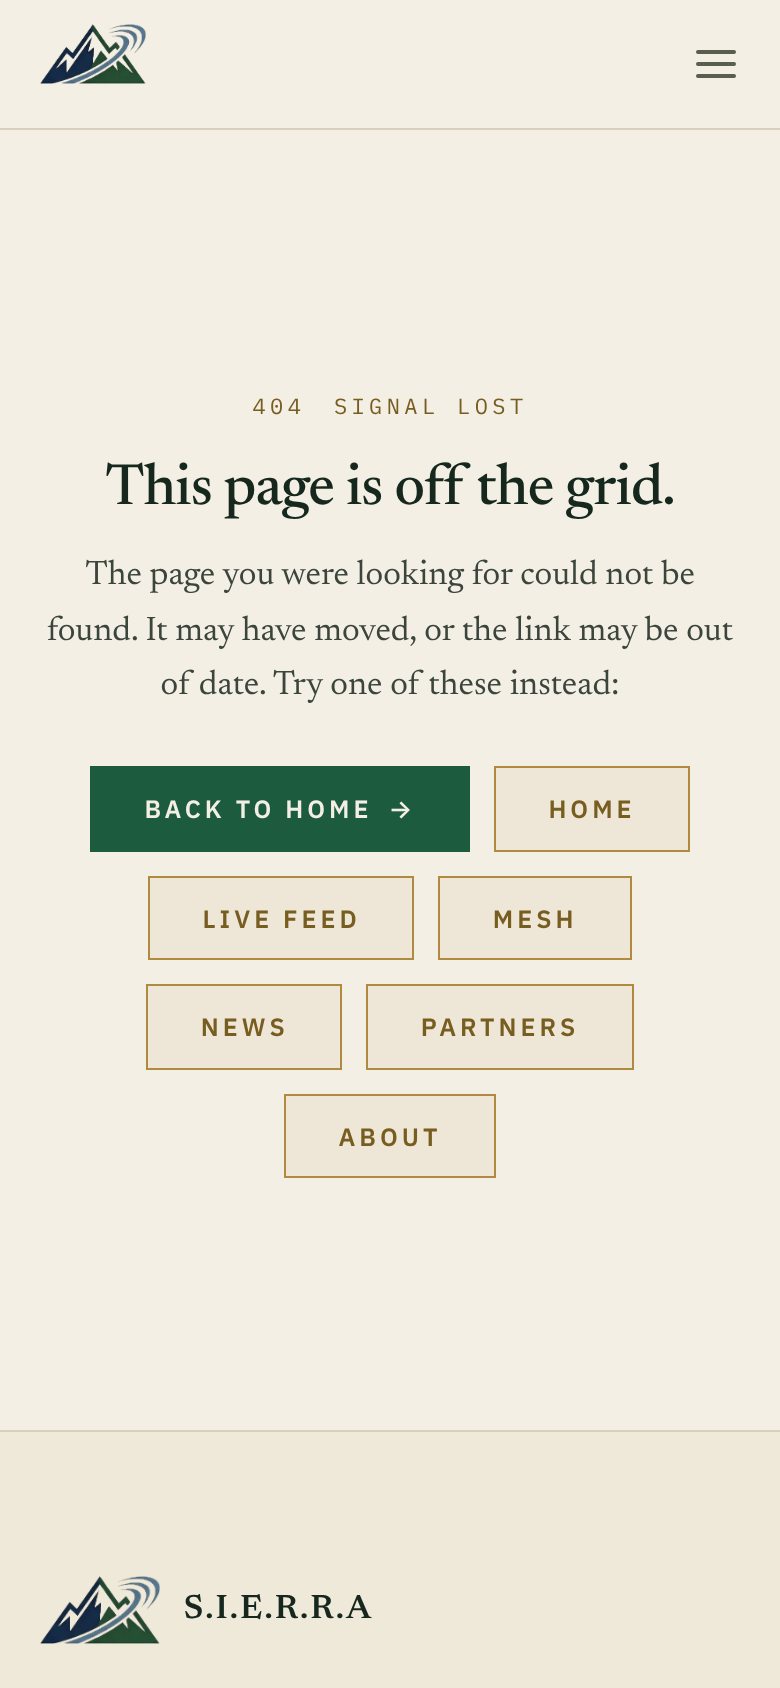 404 SIGNAL LOST
This page is off the grid.
The page you were looking for could not be
found. It may have moved, or the link may be out
of date. Try one of these instead:
BACK TO HOME →
HOME
LIVE FEED
MESH
NEWS
PARTNERS
ABOUT
S.I.E.R.R.A